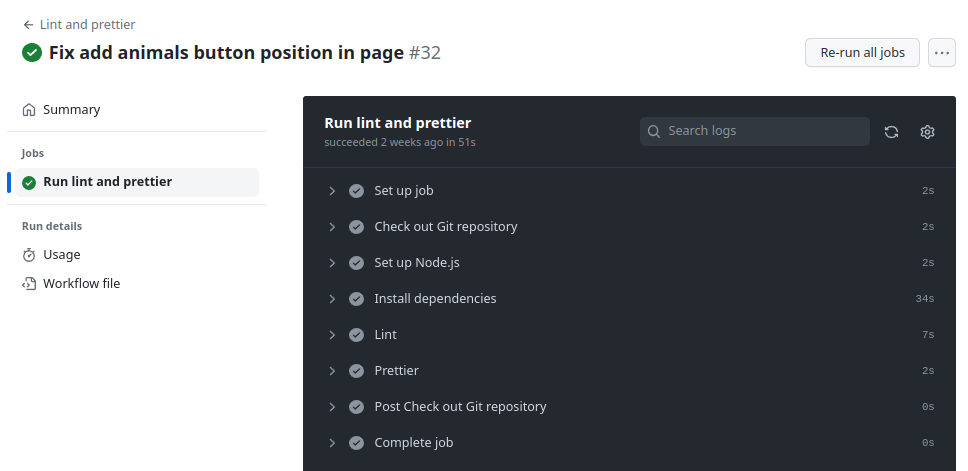 Lint and prettier
Fix add animals button position in page #32
Re-run all jobs
Summary
Jobs
Run lint and prettier
Run details
Usage
Workflow file
Run lint and prettier
succeeded 2 weeks ago in 51s
Search logs
Set up job 2s
Check out Git repository 2s
Set up Node.js 2s
Install dependencies 34s
Lint 7s
Prettier 2s
Post Check out Git repository 0s
Complete job 0s